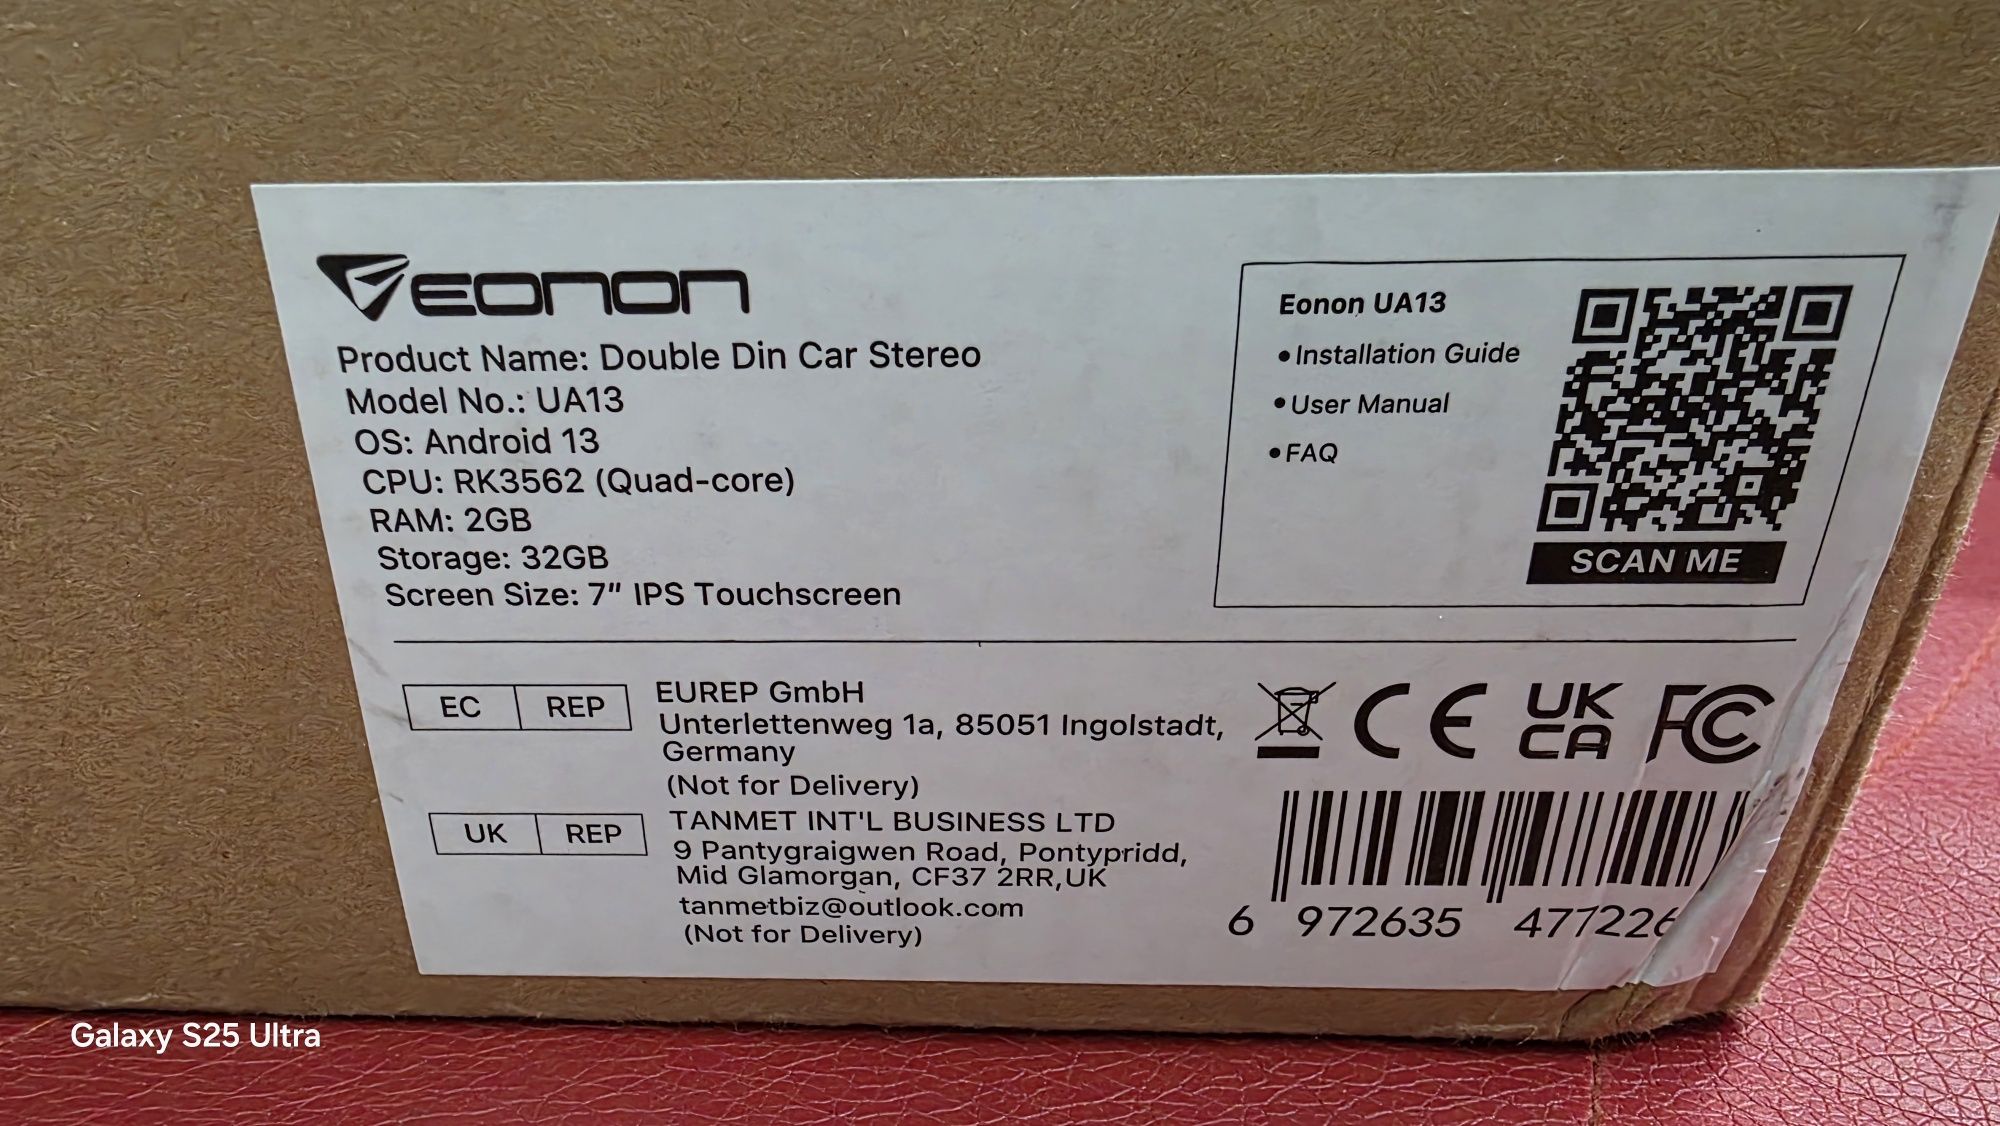 eonon
Product Name: Double Din Car Stereo
Model No.: UA13
OS: Android 13
CPU: RK3562 (Quad-core)
RAM: 2GB
Storage: 32GB
Screen Size: 7" IPS Touchscreen
Eonon UA13
•Installation Guide
•User Manual
•FAQ
SCAN ME
EC REP
EUREP GmbH
Unterlettenweg 1a, 85051 Ingolstadt,
Germany
(Not for Delivery)
UK REP
TANMET INT'L BUSINESS LTD
9 Pantygraigwen Road, Pontypridd,
Mid Glamorgan, CF37 2RR,UK
tanmetbiz@outlook.com
(Not for Delivery)
CE UK CA FC
6 972635 477226
Galaxy S25 Ultra